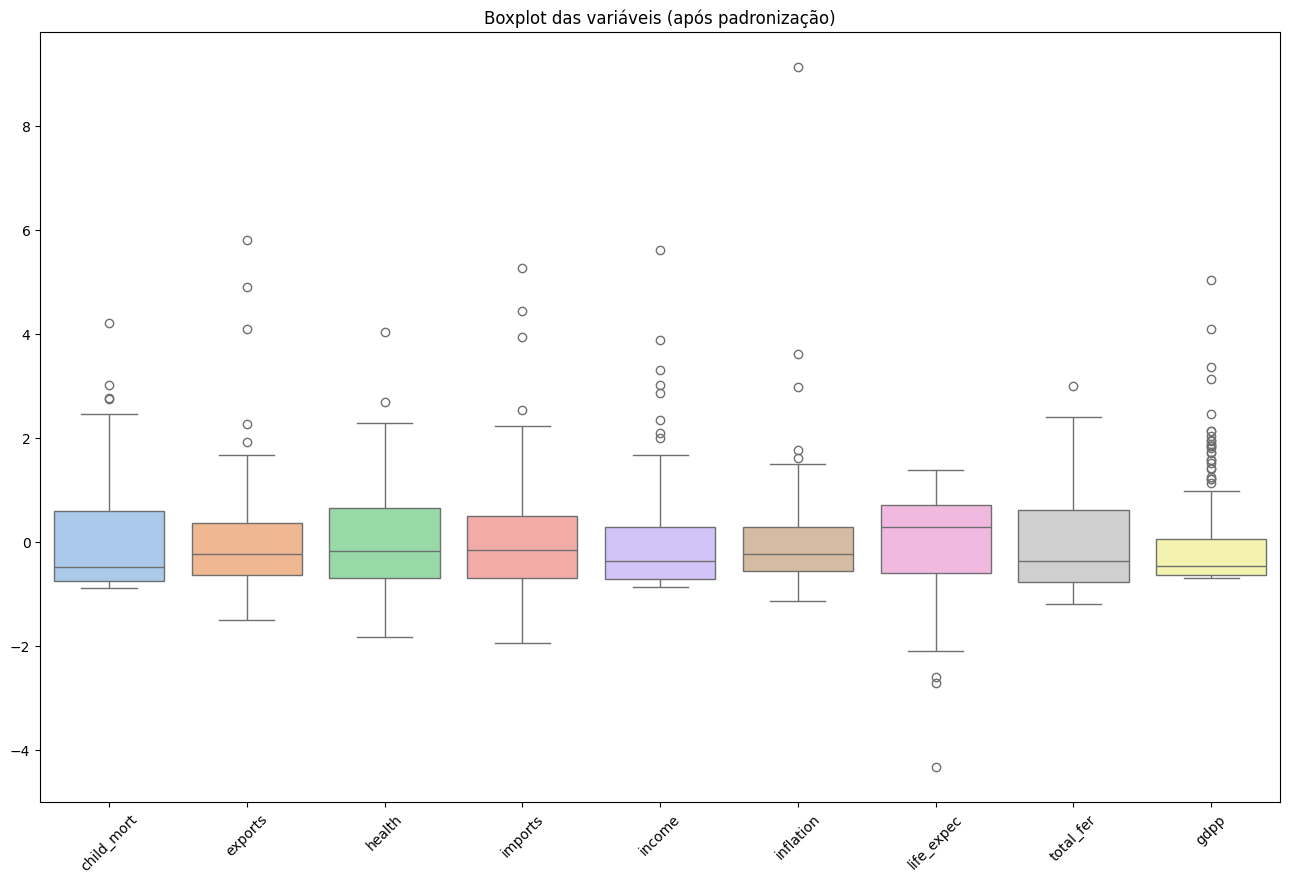 Boxplot das variáveis (após padronização)
8
6
4
2
0
−2
−4
child_mort
exports
health
imports
income
inflation
life_expec
total_fer
gdpp